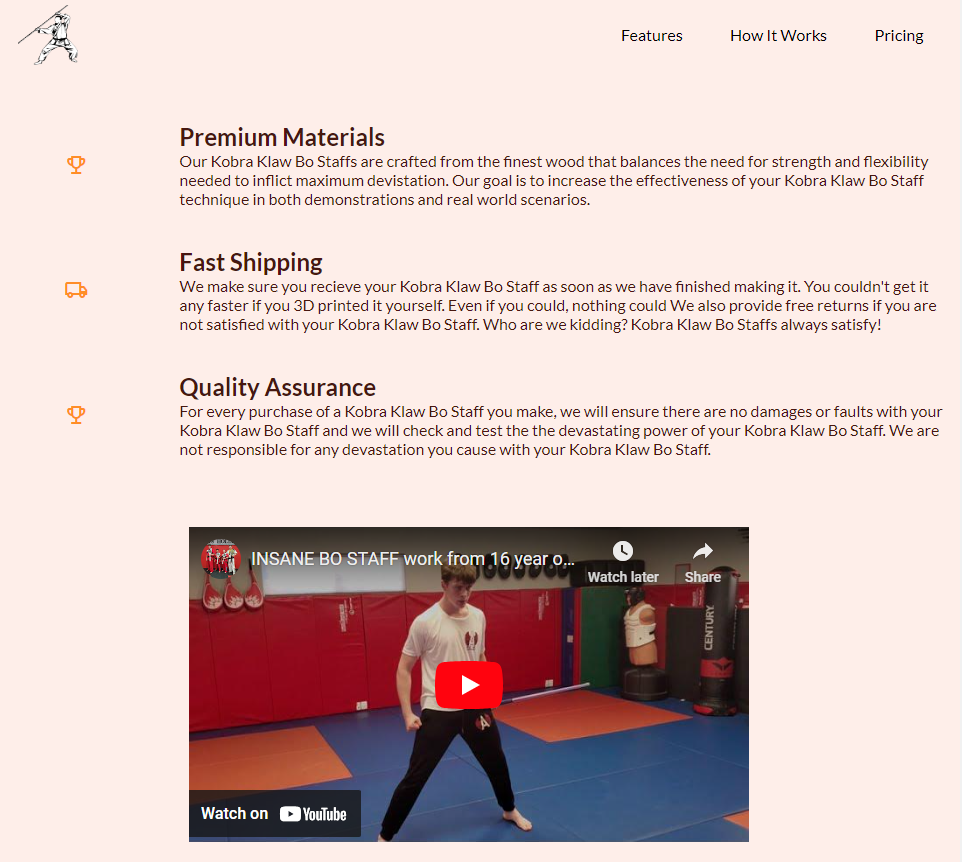 Features How It Works Pricing
Premium Materials
Our Kobra Klaw Bo Staffs are crafted from the finest wood that balances the need for strength and flexibility
needed to inflict maximum devistation. Our goal is to increase the effectiveness of your Kobra Klaw Bo Staff
technique in both demonstrations and real world scenarios.
Fast Shipping
We make sure you recieve your Kobra Klaw Bo Staff as soon as we have finished making it. You couldn't get it
any faster if you 3D printed it yourself. Even if you could, nothing could We also provide free returns if you are
not satisfied with your Kobra Klaw Bo Staff. Who are we kidding? Kobra Klaw Bo Staffs always satisfy!
Quality Assurance
For every purchase of a Kobra Klaw Bo Staff you make, we will ensure there are no damages or faults with your
Kobra Klaw Bo Staff and we will check and test the the devastating power of your Kobra Klaw Bo Staff. We are
not responsible for any devastation you cause with your Kobra Klaw Bo Staff.
INSANE BO STAFF work from 16 year o...
Watch later Share
CENTURY
Watch on YouTube